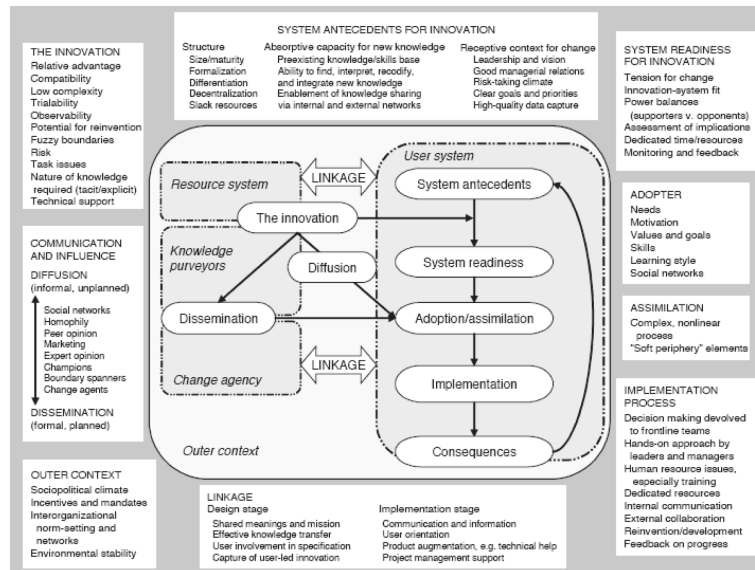 SYSTEM ANTECEDENTS FOR INNOVATION
Structure
Size/maturity
Formalization
Differentiation
Decentralization
Slack resources
Absorptive capacity for new knowledge
Preexisting knowledge/skills base
Ability to find, interpret, recodify,
and integrate new knowledge
Enablement of knowledge sharing
via internal and external networks
Receptive context for change
Leadership and vision
Good managerial relations
Risk-taking climate
Clear goals and priorities
High-quality data capture
THE INNOVATION
Relative advantage
Compatibility
Low complexity
Trialability
Observability
Potential for reinvention
Fuzzy boundaries
Risk
Task issues
Nature of knowledge
required (tacit/explicit)
Technical support
COMMUNICATION
AND INFLUENCE
DIFFUSION
(informal, unplanned)
Social networks
Homophily
Peer opinion
Marketing
Expert opinion
Champions
Boundary spanners
Change agents
DISSEMINATION
(formal, planned)
OUTER CONTEXT
Sociopolitical climate
Incentives and mandates
Interorganizational
norm-setting and
networks
Environmental stability
Resource system
LINKAGE
User system
System antecedents
The innovation
Knowledge
purveyors
Diffusion
System readiness
Dissemination
Adoption/assimilation
Change agency
LINKAGE
Implementation
Outer context
Consequences
LINKAGE
Design stage
Shared meanings and mission
Effective knowledge transfer
User involvement in specification
Capture of user-led innovation
Implementation stage
Communication and information
User orientation
Product augmentation, e.g. technical help
Project management support
SYSTEM READINESS
FOR INNOVATION
Tension for change
Innovation-system fit
Power balances
(supporters v. opponents)
Assessment of implications
Dedicated time/resources
Monitoring and feedback
ADOPTER
Needs
Motivation
Values and goals
Skills
Learning style
Social networks
ASSIMILATION
Complex, nonlinear
process
"Soft periphery" elements
IMPLEMENTATION
PROCESS
Decision making devolved
to frontline teams
Hands-on approach by
leaders and managers
Human resource issues,
especially training
Dedicated resources
Internal communication
External collaboration
Reinvention/development
Feedback on progress